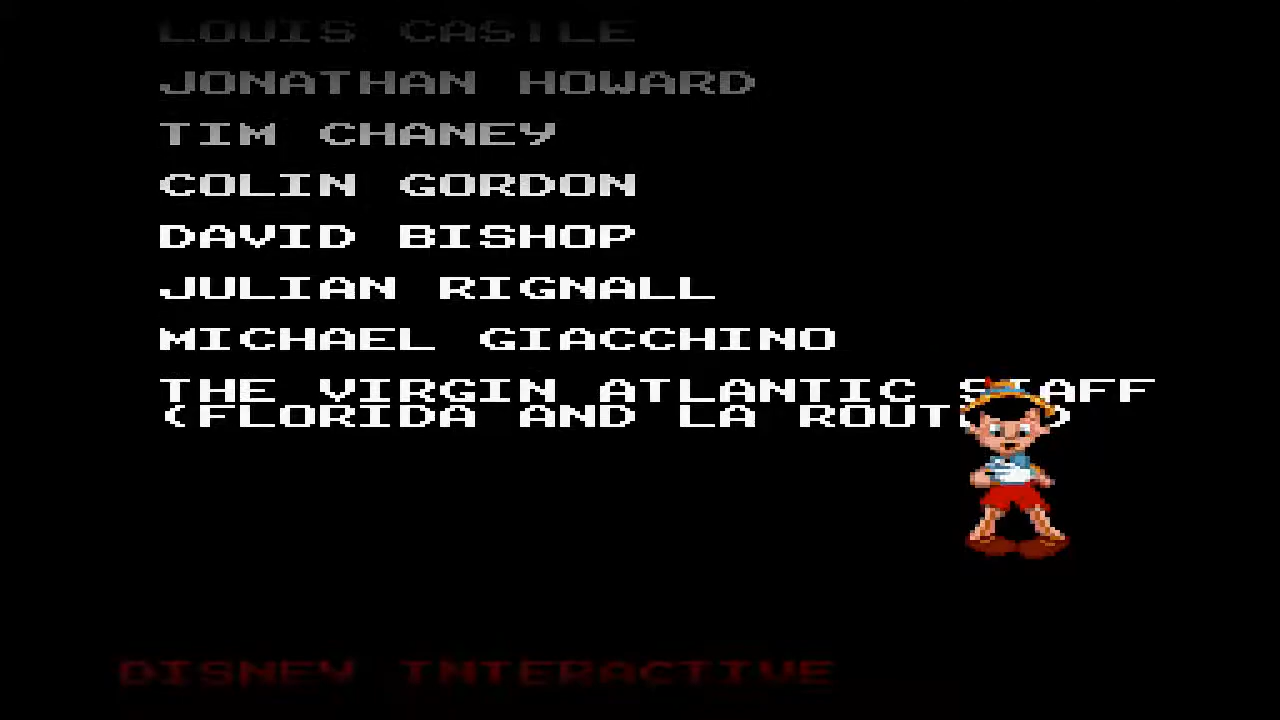 LOUIS CASTLE
JONATHAN HOWARD
TIM CHANEY
COLIN GORDON
DAVID BISHOP
JULIAN RIGNALL
MICHAEL GIACCHINO
THE VIRGIN ATLANTIC STAFF
(FLORIDA AND LA
DISNEY INTERACTIVE